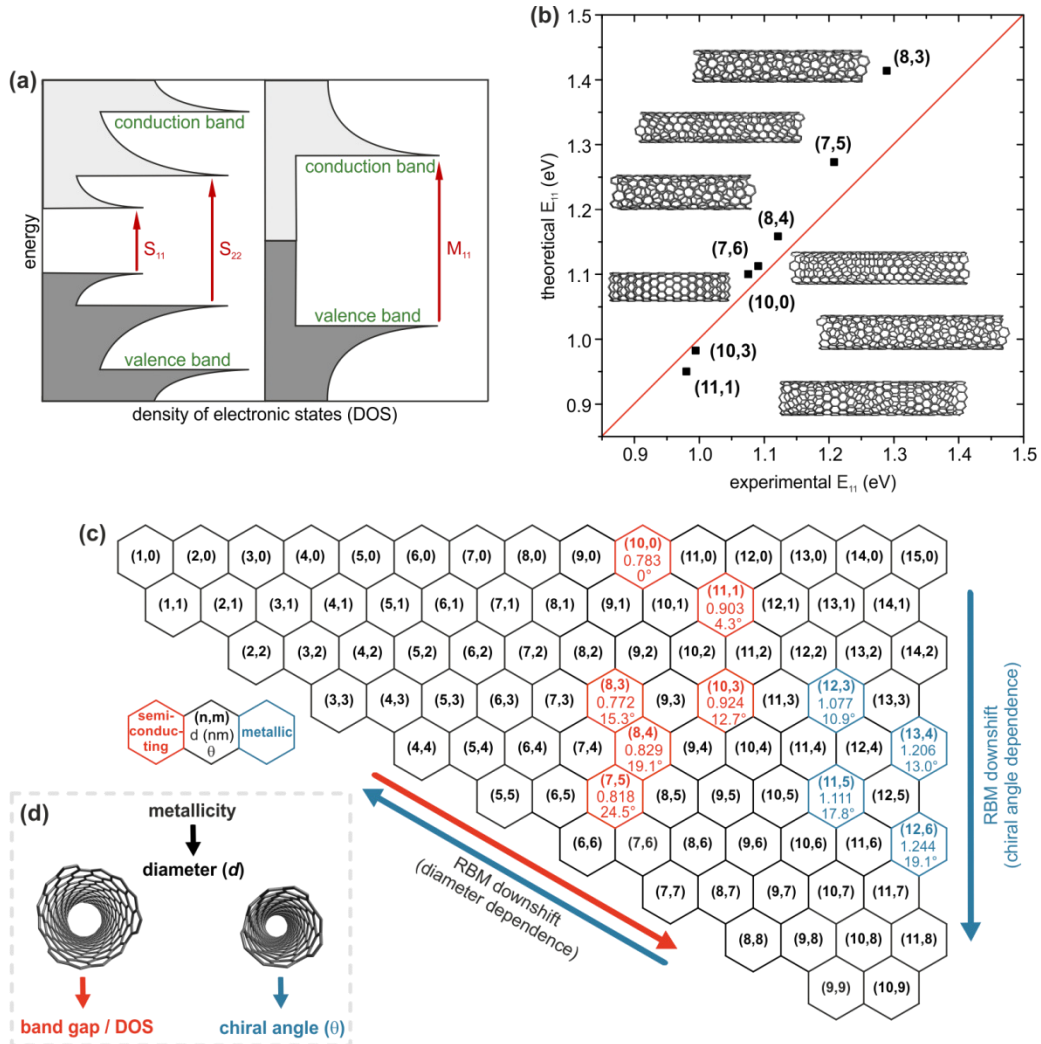 (a)
conduction band
S₁₁
S₂₂
valence band
energy
conduction band
M₁₁
valence band
density of electronic states (DOS)
(b)
theoretical E₁₁ (eV)
1.5
1.4
1.3
1.2
1.1
1.0
0.9
(8,3)
(7,5)
(8,4)
(7,6)
(10,0)
(10,3)
(11,1)
0.9 1.0 1.1 1.2 1.3 1.4 1.5
experimental E₁₁ (eV)
(c)
(1,0) (2,0) (3,0) (4,0) (5,0) (6,0) (7,0) (8,0) (9,0) (10,0) (11,0) (12,0) (13,0) (14,0) (15,0)
0.783
0°
(1,1) (2,1) (3,1) (4,1) (5,1) (6,1) (7,1) (8,1) (9,1) (10,1) (11,1) (12,1) (13,1) (14,1)
0.903
4.3°
(2,2) (3,2) (4,2) (5,2) (6,2) (7,2) (8,2) (9,2) (10,2) (11,2) (12,2) (13,2) (14,2)
(3,3) (4,3) (5,3) (6,3) (7,3) (8,3) (9,3) (10,3) (11,3) (12,3) (13,3)
0.772 0.924 1.077
15.3° 12.7° 10.9°
(4,4) (5,4) (6,4) (7,4) (8,4) (9,4) (10,4) (11,4) (12,4) (13,4)
0.829 1.206
19.1° 13.0°
(5,5) (6,5) (7,5) (8,5) (9,5) (10,5) (11,5) (12,5)
0.818 1.111
24.5° 17.8°
(6,6) (7,6) (8,6) (9,6) (10,6) (11,6) (12,6)
1.244
19.1°
(7,7) (8,7) (9,7) (10,7) (11,7)
(8,8) (9,8) (10,8) (11,8)
(9,9) (10,9)
semi-
conduc-
ting
(n,m)
d (nm)
θ
metallic
RBM downshift
(diameter dependence)
RBM downshift
(chiral angle dependence)
(d)
metallicity
diameter (d)
band gap / DOS
chiral angle (θ)